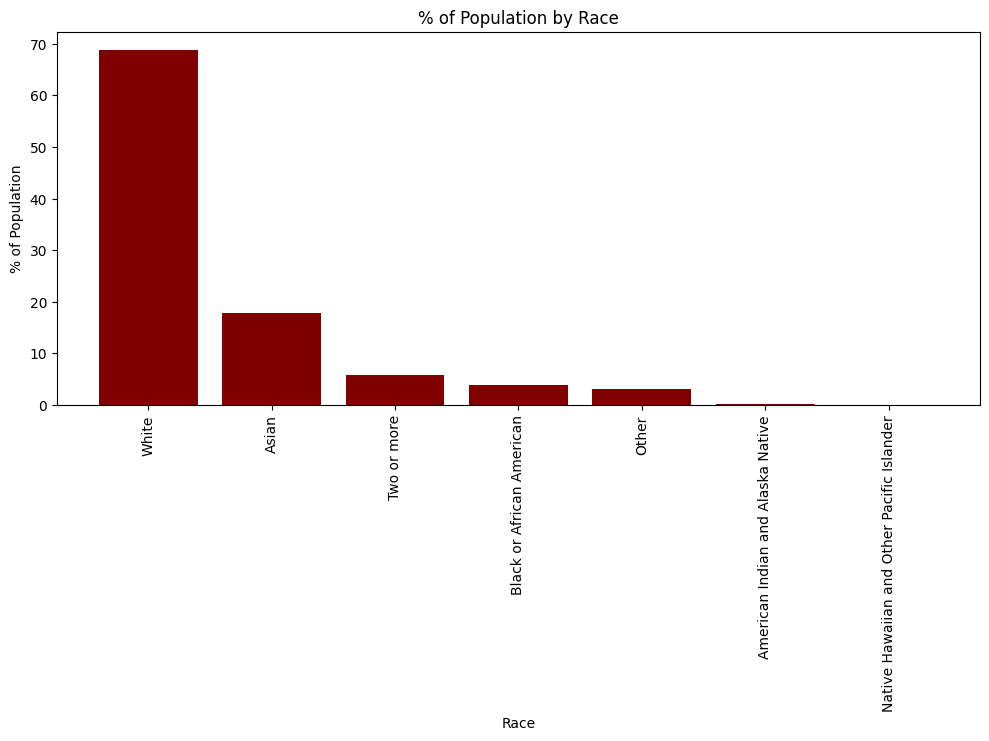 % of Population by Race
% of Population
70
60
50
40
30
20
10
0
White
Asian
Two or more
Black or African American
Other
American Indian and Alaska Native
Native Hawaiian and Other Pacific Islander
Race